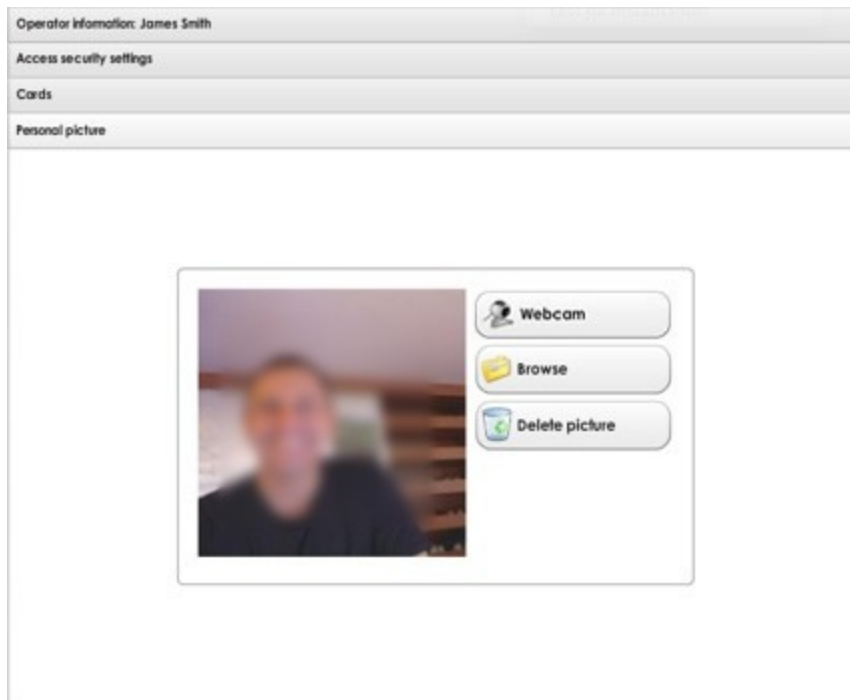 Operator information: James Smith
Access security settings
Cards
Personal picture
Webcam
Browse
Delete picture